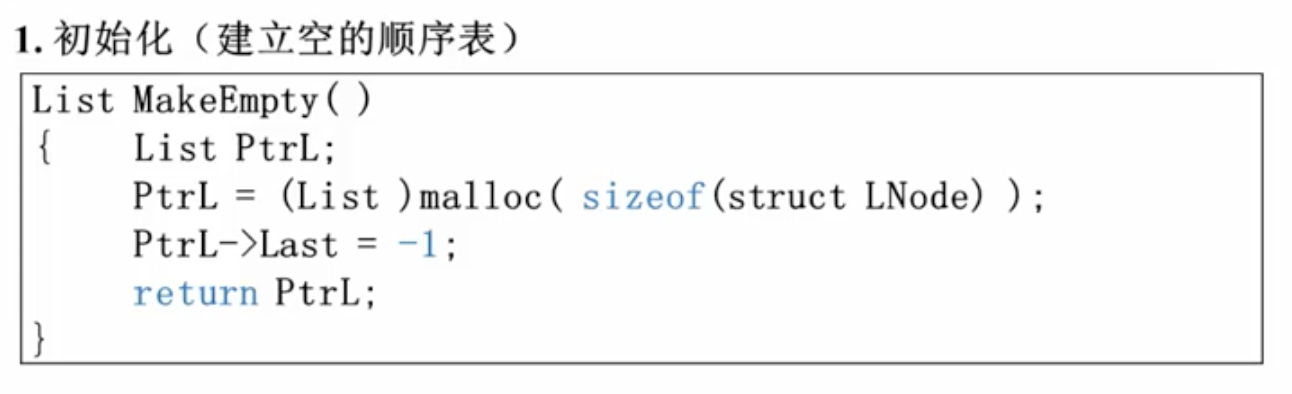 1. 初始化（建立空的顺序表）
List MakeEmpty( )
{    List PtrL;
     PtrL = (List )malloc( sizeof(struct LNode) );
     PtrL->Last = -1;
     return PtrL;
}